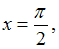 x = π/2,